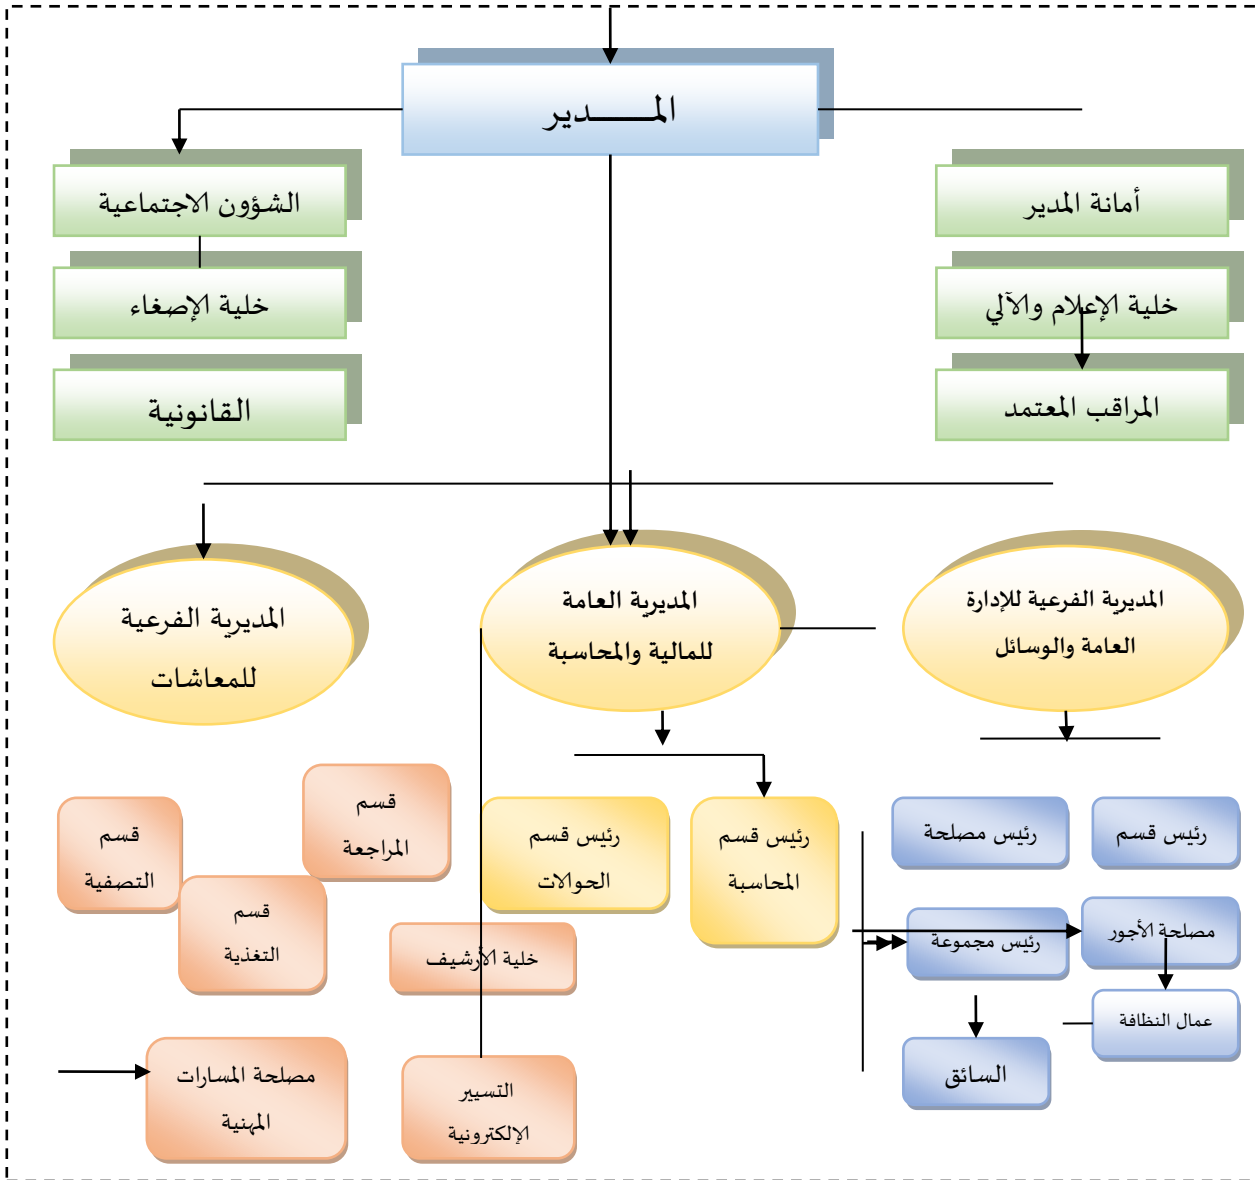 المـــــدير
أمانة المدير
الشؤون الاجتماعية
خلية الإعلام والآلي
خلية الإصغاء
المراقب المعتمد
القانونية
المديرية الفرعية للإدارة
العامة والوسائل
المديرية العامة
للمالية والمحاسبة
المديرية الفرعية
للمعاشات
رئيس قسم
رئيس مصلحة
مصلحة الأجور
رئيس مجموعة
عمال النظافة
السائق
رئيس قسم
المحاسبة
رئيس قسم
الحوالات
قسم
المراجعة
قسم
التصفية
قسم
التغذية
خلية الأرشيف
التسيير
الإلكترونية
مصلحة المسارات
المهنية